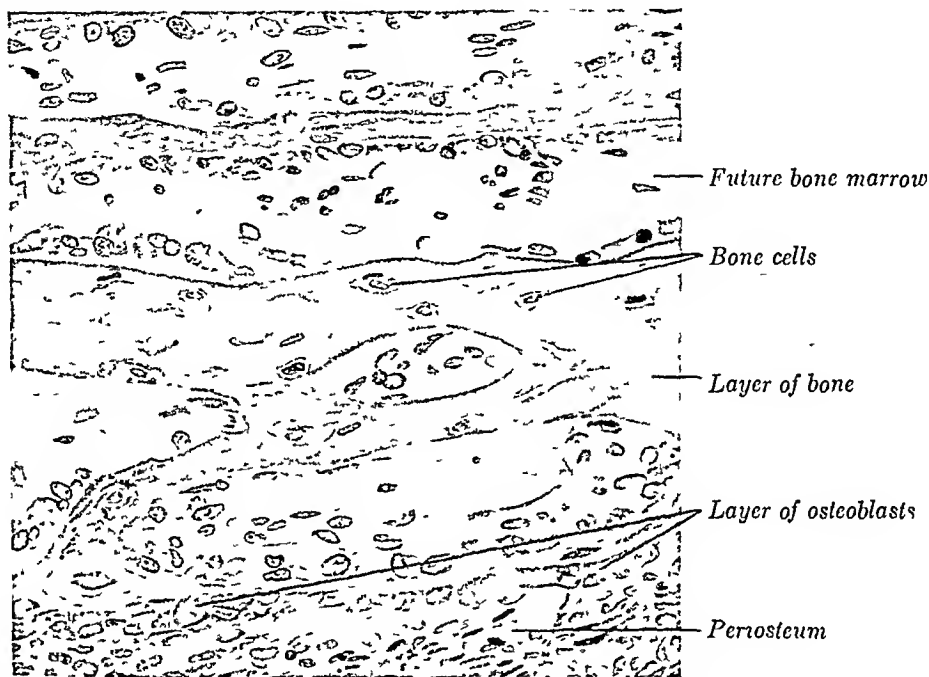 Future bone marrow
Bone cells
Layer of bone
Layer of osteoblasts
Periosteum